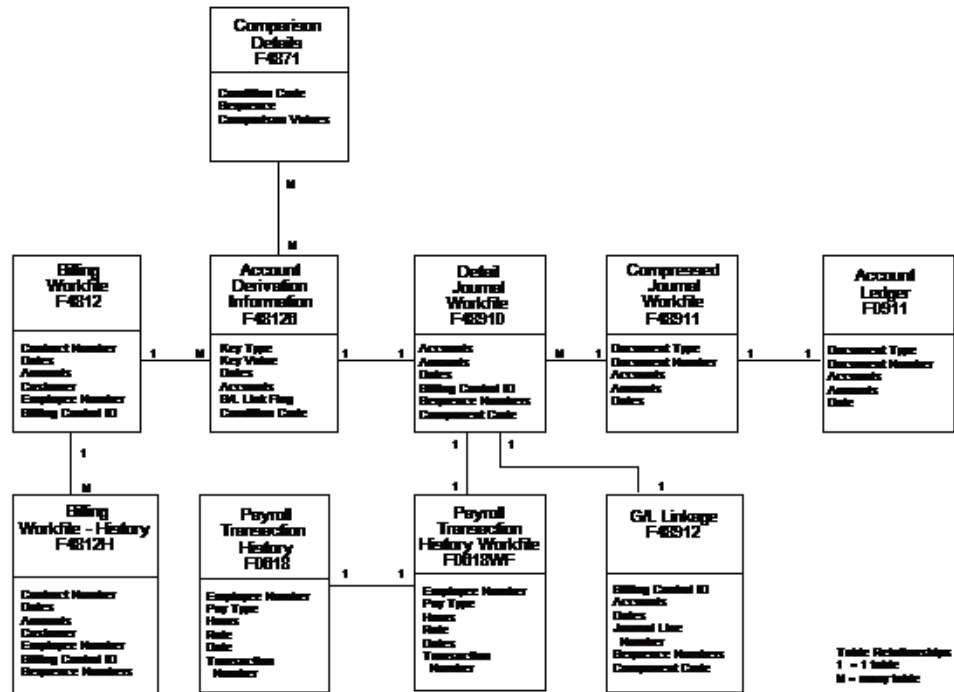 Comparison
Details
F4871
Condition Code
Sequence
Comparison Values
M
M
Billing
Workfile
F4812
Contract Number
Dates
Amounts
Customer
Employee Number
Billing Control ID
1
M
Account
Derivation
Information
F48128
Key Type
Key Value
Dates
Accounts
G/L Link Flag
Condition Code
1
1
Detail
Journal
Workfile
F48910
Accounts
Amounts
Dates
Billing Control ID
Sequence Numbers
Component Code
M
1
Compressed
Journal
Workfile
F48911
Document Type
Document Number
Accounts
Amounts
Dates
1
1
Account
Ledger
F0911
Document Type
Document Number
Accounts
Amounts
Date
1
M
Billing
Workfile - History
F4812H
Contract Number
Dates
Amounts
Customer
Employee Number
Billing Control ID
Sequence Numbers
Payroll
Transaction
History
F0618
Employee Number
Pay Type
Hours
Rate
Date
Transaction
Number
1
1
1
1
Payroll
Transaction
History Workfile
F0618WF
Employee Number
Pay Type
Hours
Rate
Dates
Transaction
Number
1
1
G/L Linkage
F48912
Billing Control ID
Accounts
Dates
Journal Line
Number
Sequence Numbers
Component Code
Table Relationships
1 = 1 table
M = many table